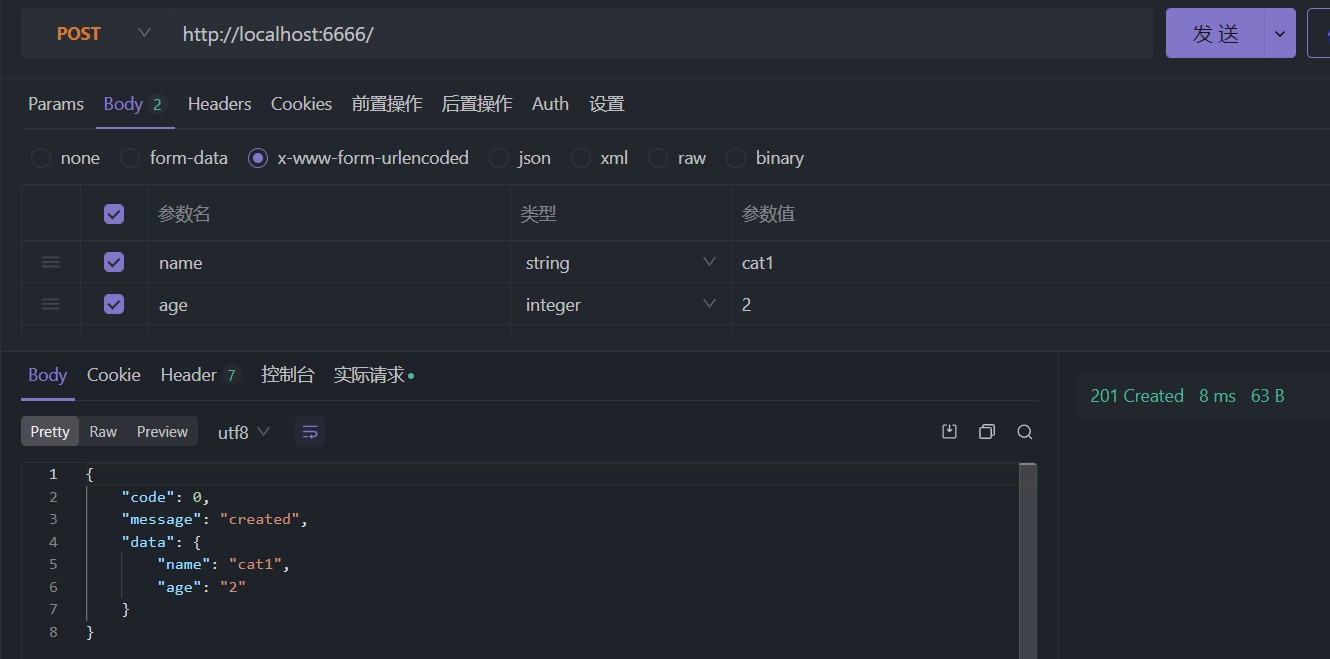 POST http://localhost:6666/ 发 送
Params Body 2 Headers Cookies 前置操作 后置操作 Auth 设置
none form-data x-www-form-urlencoded json xml raw binary
参数名 类型 参数值
name string cat1
age integer 2
Body Cookie Header 7 控制台 实际请求
201 Created 8 ms 63 B
Pretty Raw Preview utf8
1 {
2 "code": 0,
3 "message": "created",
4 "data": {
5 "name": "cat1",
6 "age": "2"
7 }
8 }